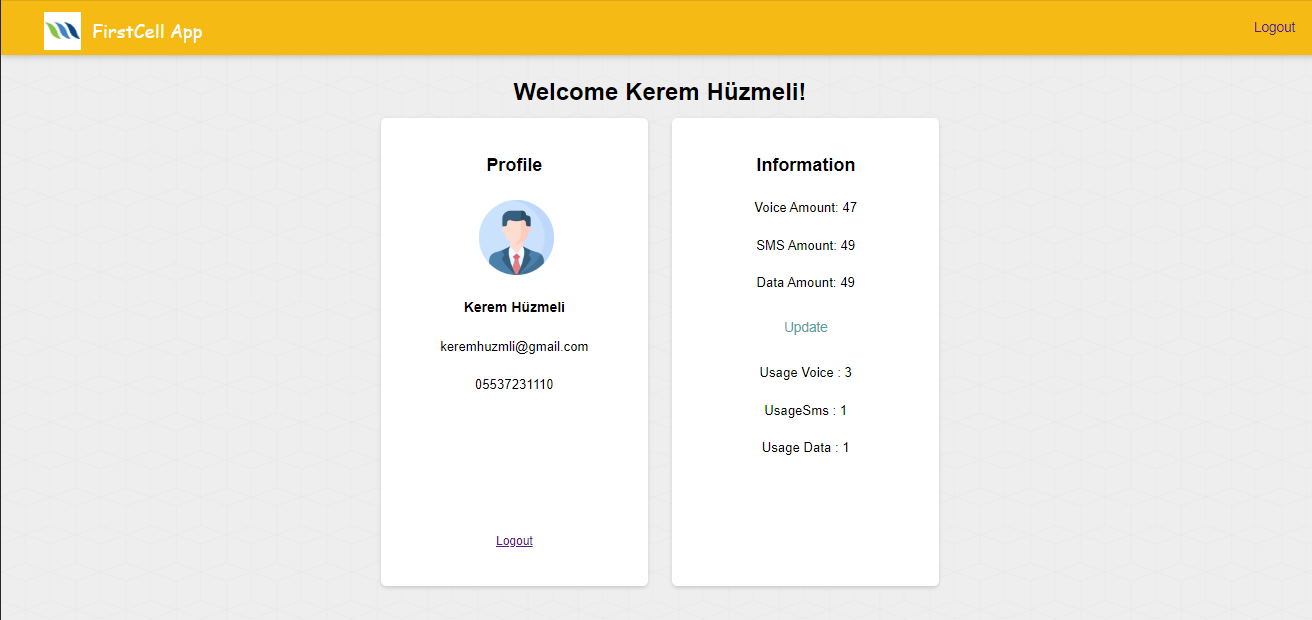 FirstCell App
Logout
Welcome Kerem Hüzmeli!
Profile
Kerem Hüzmeli
keremhuzmli@gmail.com
05537231110
Logout
Information
Voice Amount: 47
SMS Amount: 49
Data Amount: 49
Update
Usage Voice : 3
UsageSms : 1
Usage Data : 1